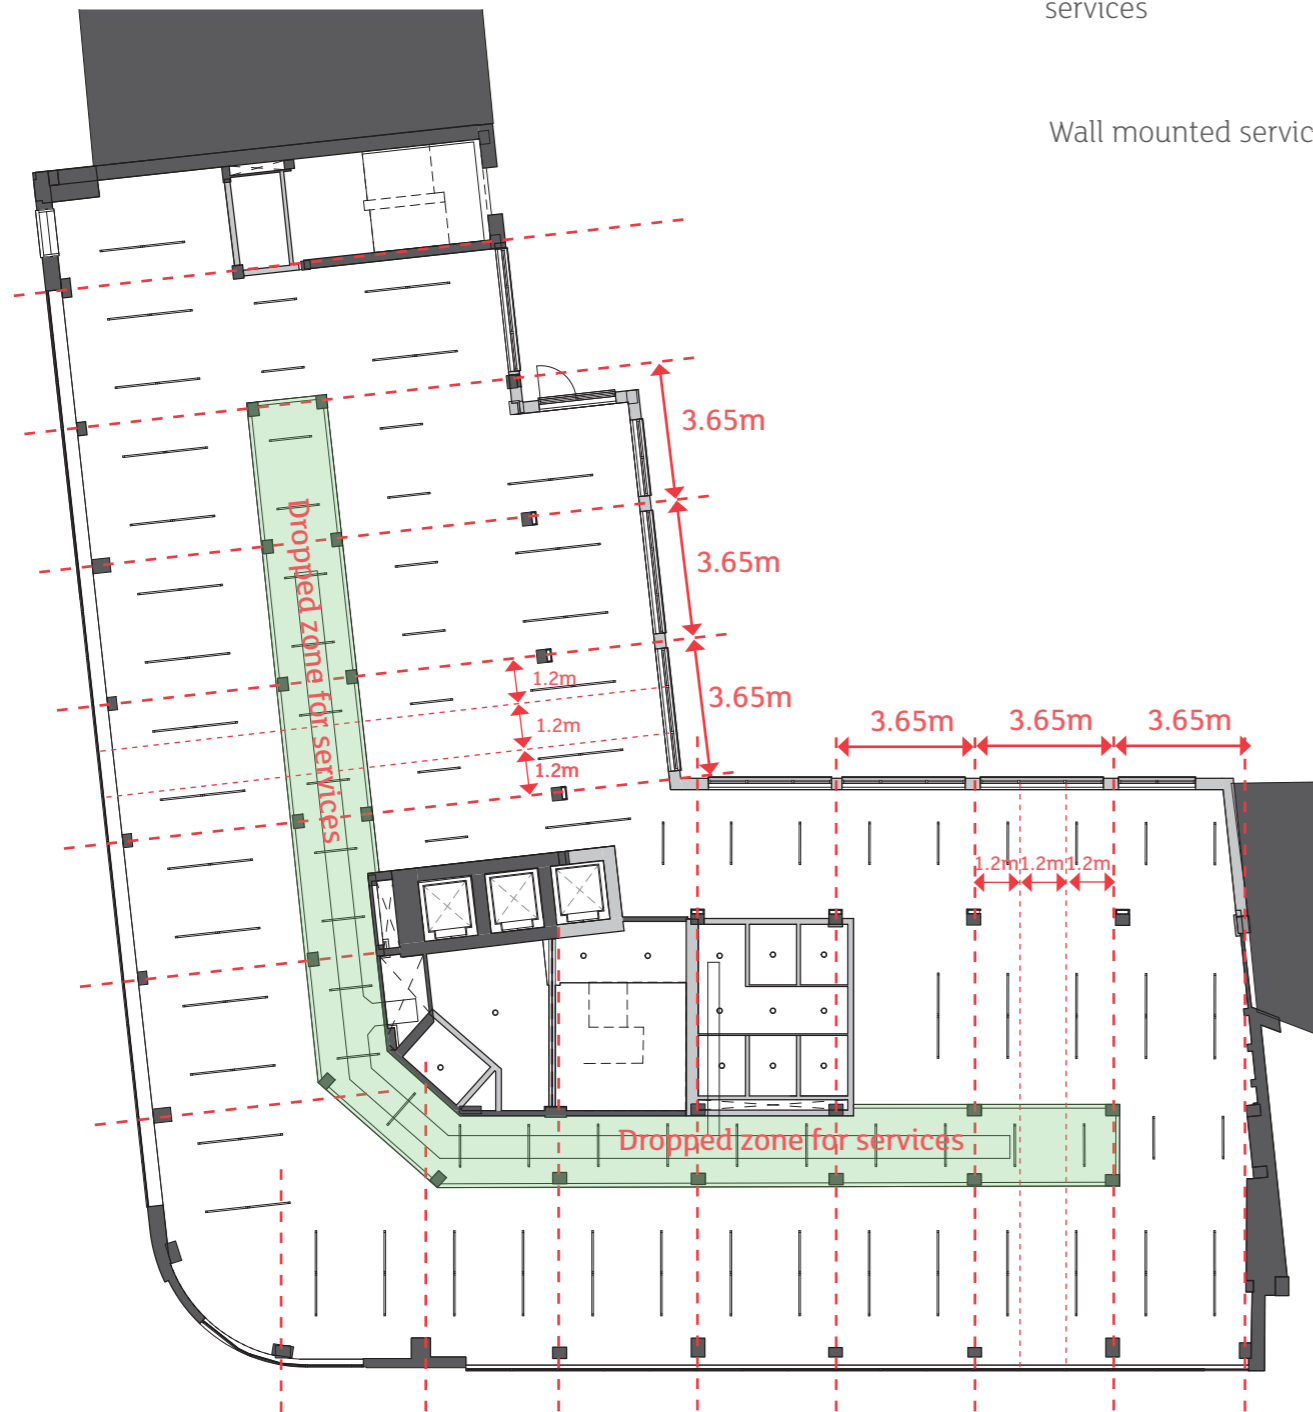 services
Wall mounted servic
3.65m
3.65m
3.65m
1.2m
1.2m
1.2m
Dropped zone for services
3.65m
3.65m
3.65m
1.2m
1.2m
1.2m
Dropped zone for services